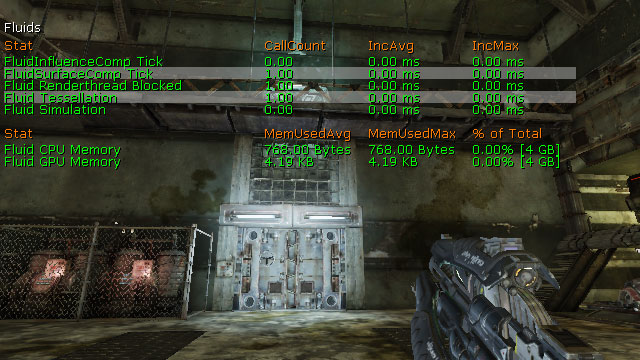 Fluids
Stat CallCount IncAvg IncMax
FluidInfluenceComp Tick 0.00 0.00 ms 0.00 ms
FluidSurfaceComp Tick 1.00 0.00 ms 0.00 ms
Fluid Renderthread Blocked 1.00 0.00 ms 0.00 ms
Fluid Tessellation 1.00 0.00 ms 0.00 ms
Fluid Simulation 0.00 0.00 ms 0.00 ms
Stat MemUsedAvg MemUsedMax % of Total
Fluid CPU Memory 768.00 Bytes 768.00 Bytes 0.00% [4 GB]
Fluid GPU Memory 4.19 KB 4.19 KB 0.00% [4 GB]